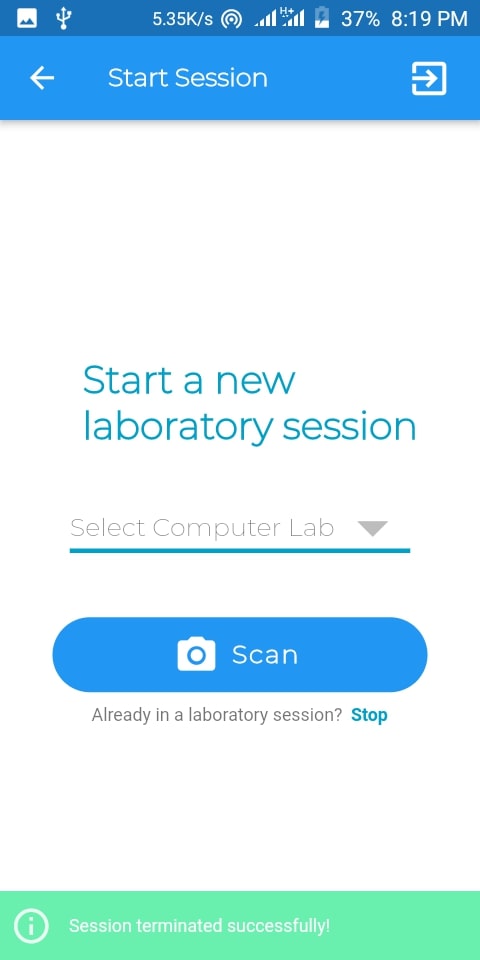 5.35K/s H+ 37% 8:19 PM
Start Session
Start a new
laboratory session
Select Computer Lab
Scan
Already in a laboratory session? Stop
Session terminated successfully!